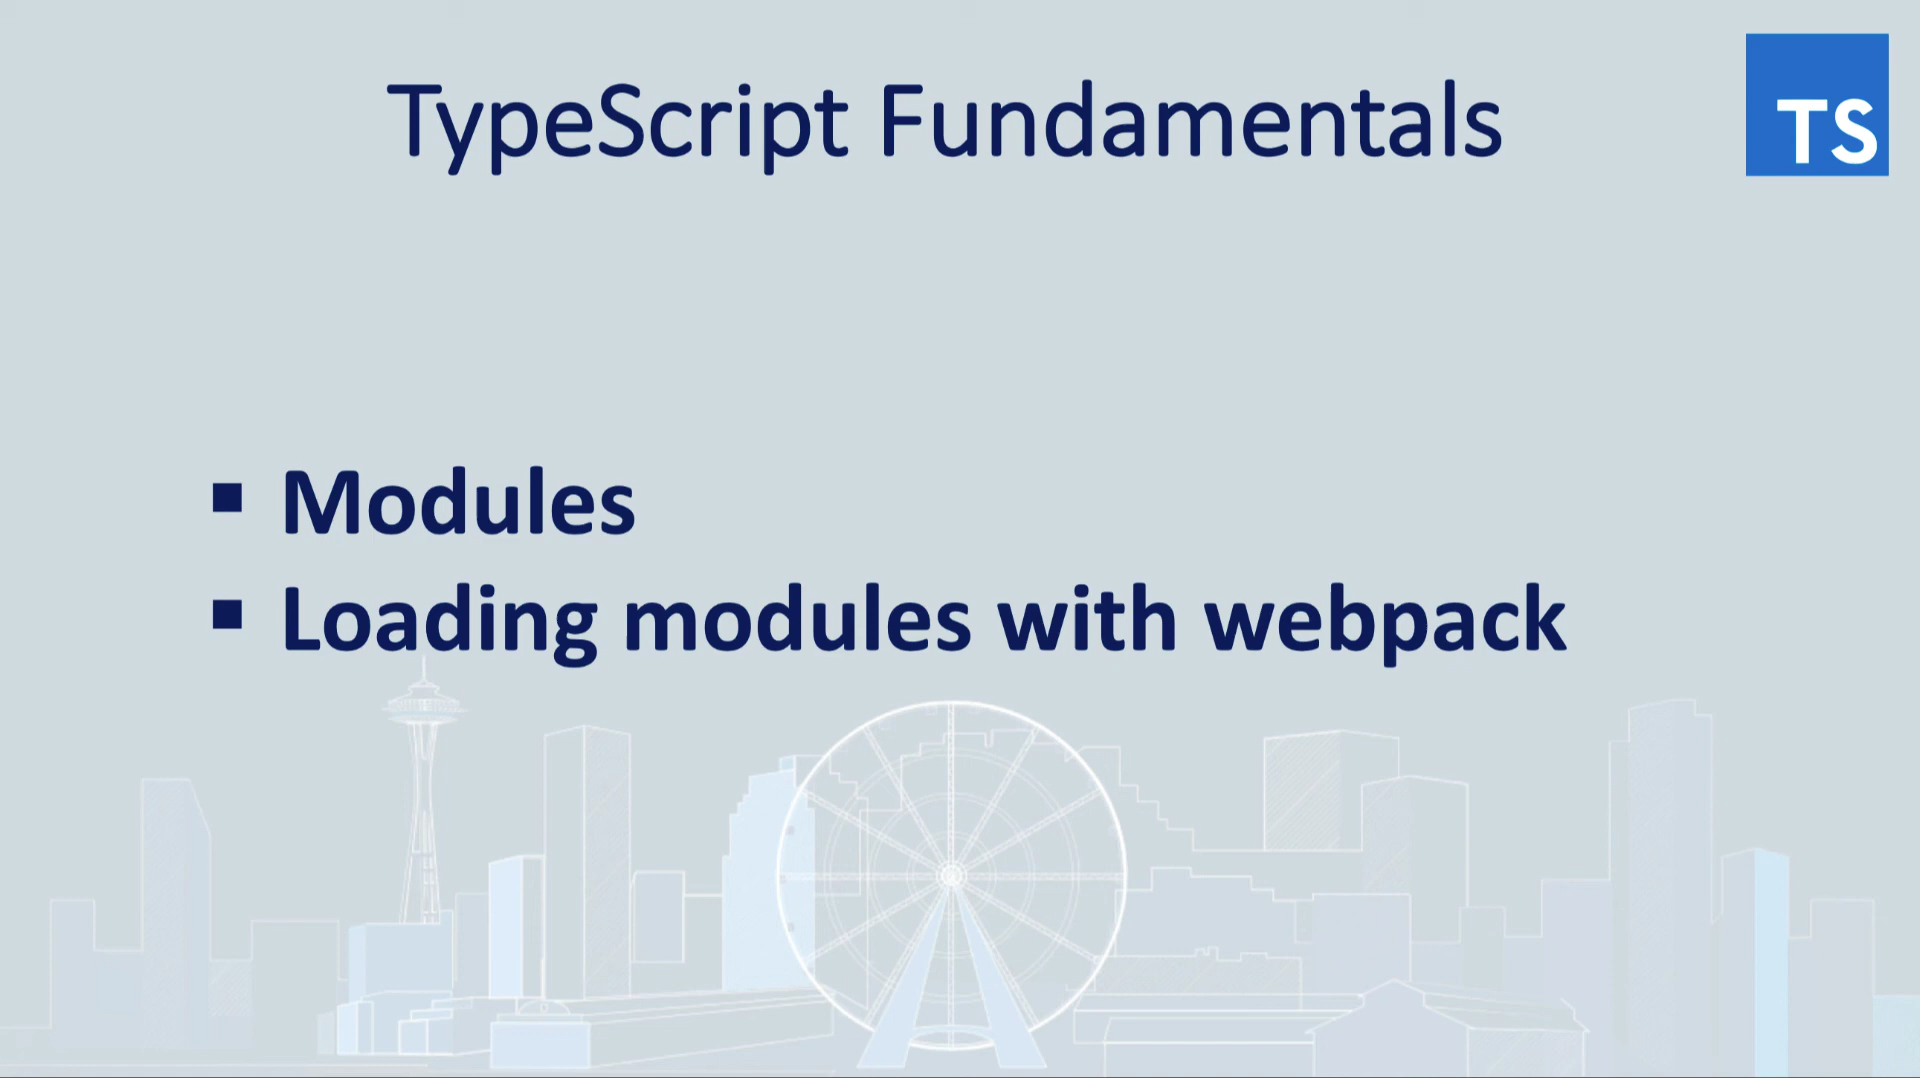 TypeScript Fundamentals
TS
▪ Modules
▪ Loading modules with webpack